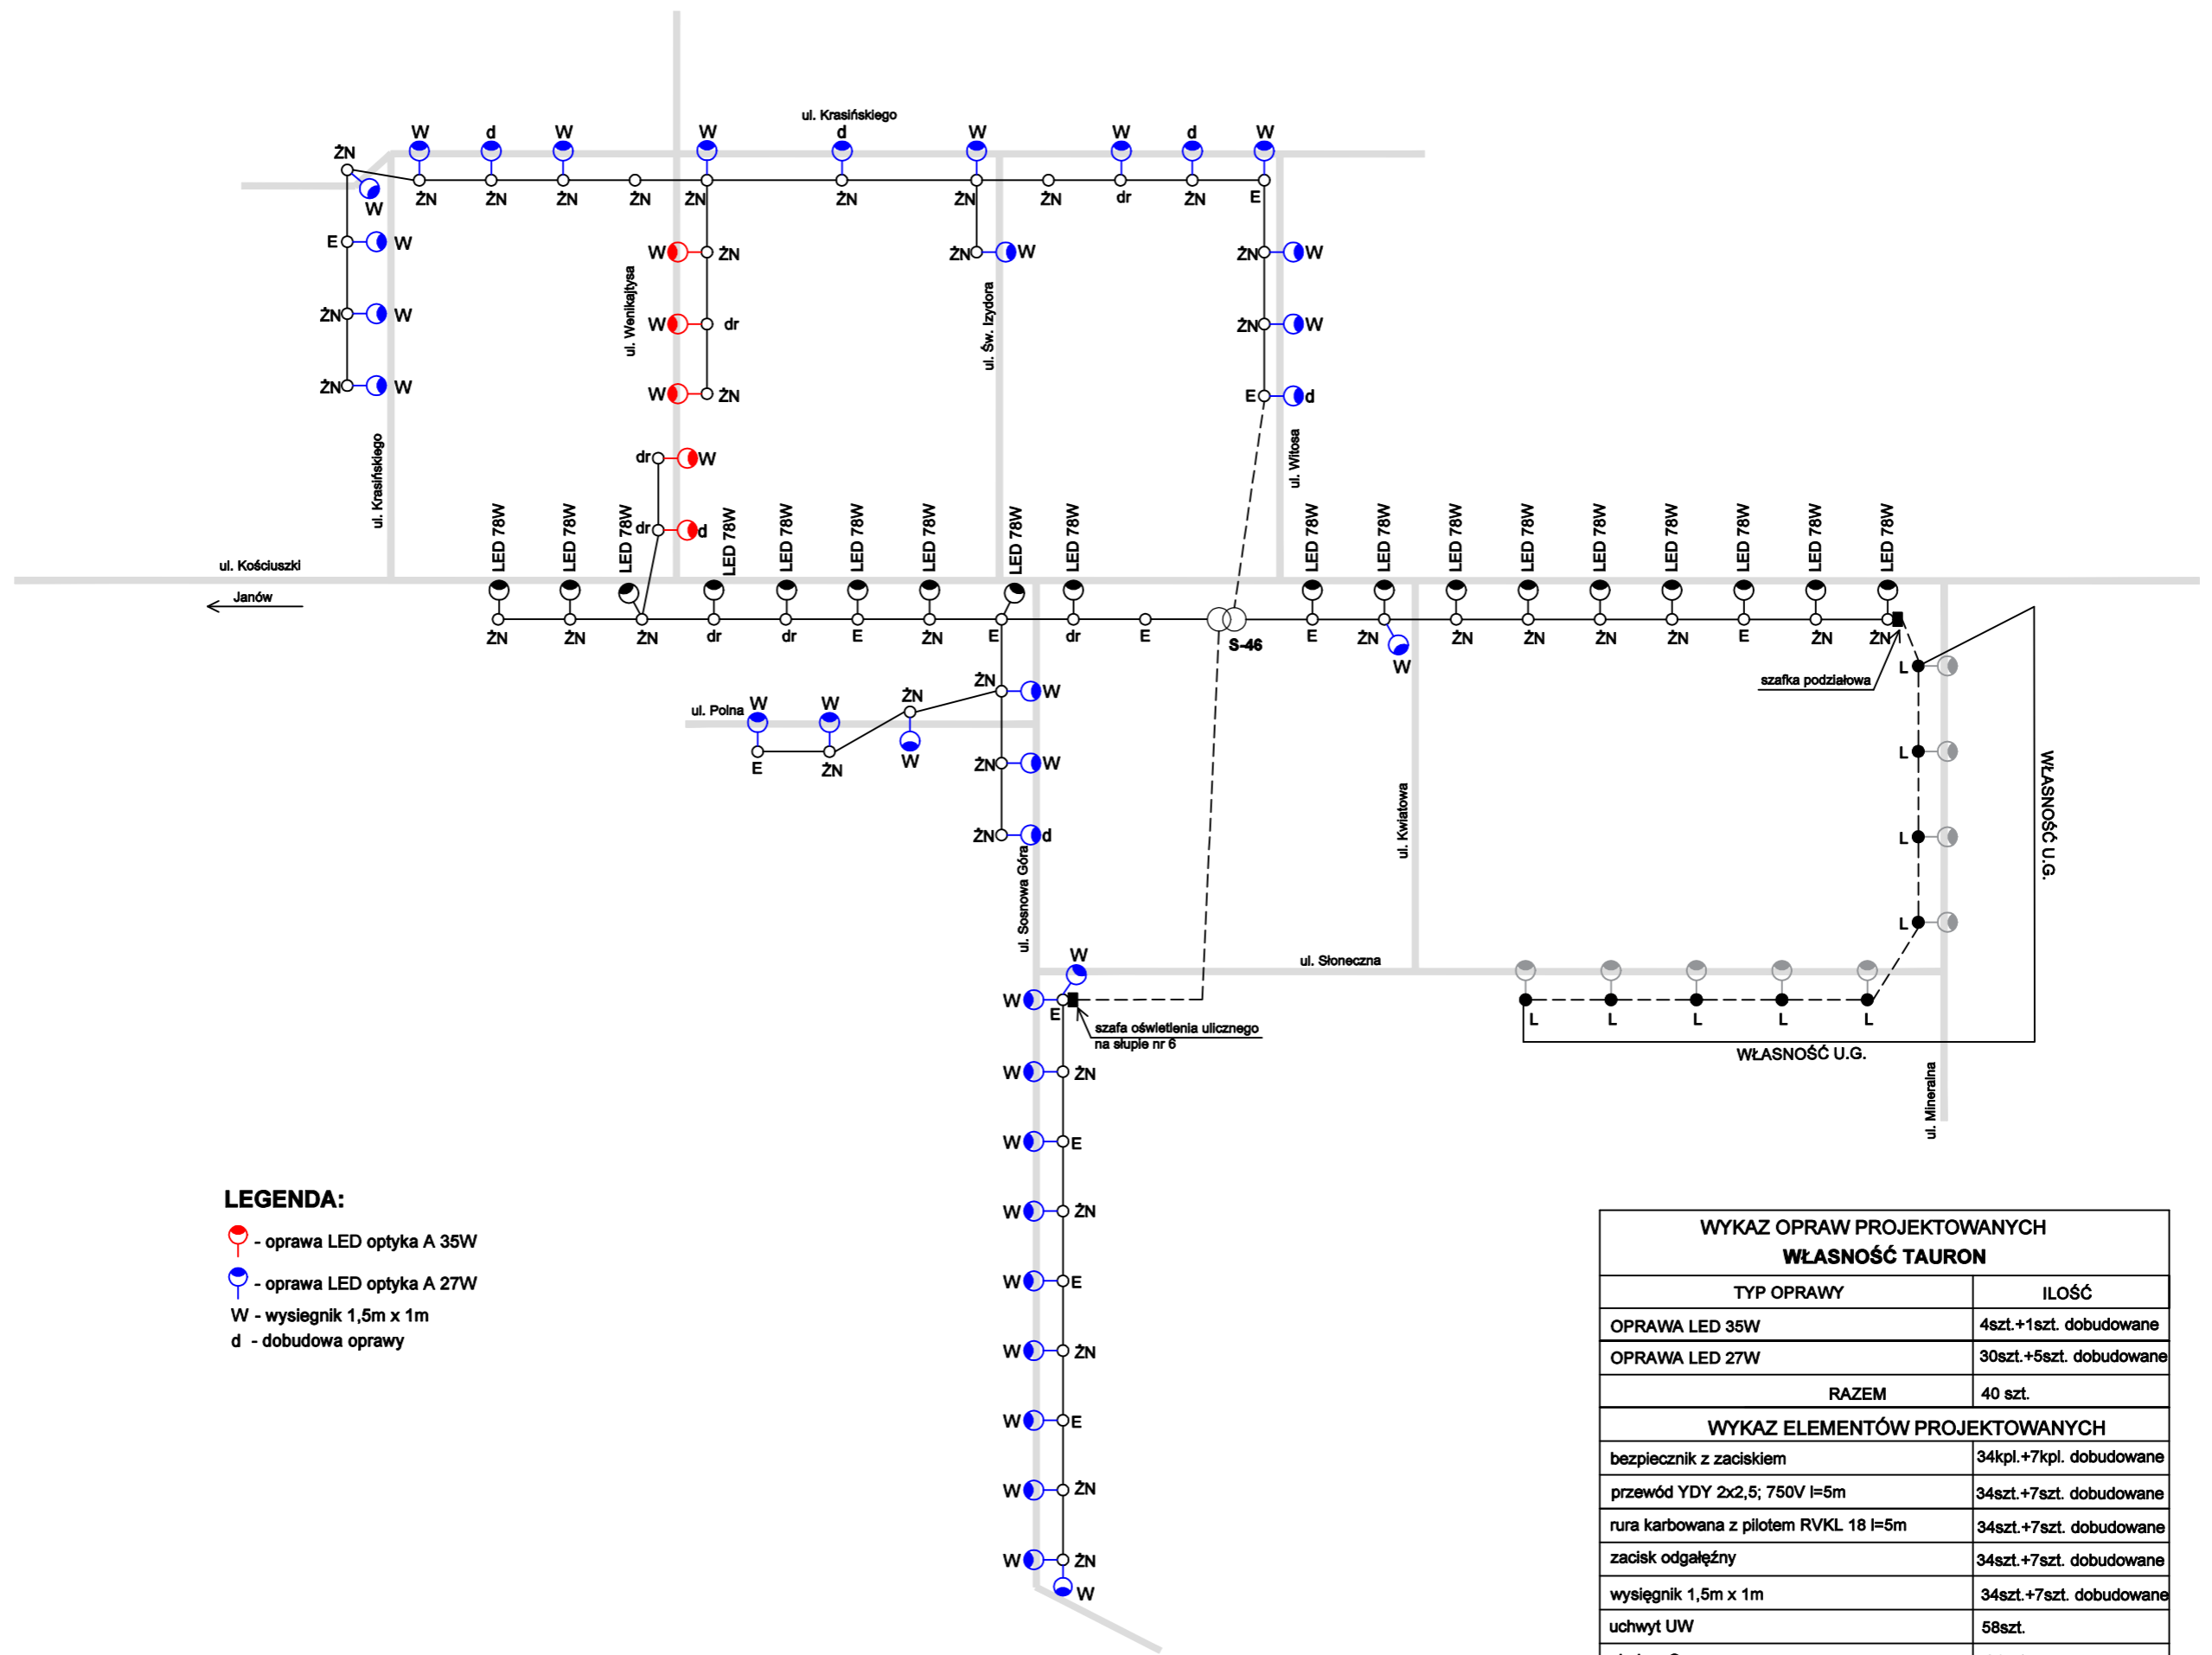 ul. Krasińskiego
W d W W d W W d W
ŻN
W
ŻN ŻN ŻN ŻN ŻN ŻN ŻN ŻN dr ŻN E
E W
W ŻN
ŻN W
ŻN W
ul. Wenikajtysa
ul. Św. Izydora
ŻN W
W dr
ŻN W
ŻN W
W ŻN
E d
ul. Krasińskiego
dr W
ul. Witosa
dr d
LED 78W LED 78W LED 78W LED 78W LED 78W LED 78W LED 78W LED 78W LED 78W LED 78W LED 78W LED 78W LED 78W LED 78W LED 78W LED 78W LED 78W LED 78W
ul. Kościuszki
Janów
ŻN ŻN ŻN dr dr E ŻN E dr E S-46 E ŻN ŻN ŻN ŻN ŻN E ŻN ŻN
W
szafka podziałowa
L
ul. Polna
W W ŻN
ŻN W
E ŻN W
ŻN W
L
WŁASNOŚĆ U.G.
ul. Kwiatowa
ŻN d
L
ul. Sosnowa Góra
L
W
ul. Słoneczna
W E
szafa oświetlenia ulicznego
na słupie nr 6
L L L L L
WŁASNOŚĆ U.G.
ul. Mineralna
W ŻN
W E
W ŻN
W E
W ŻN
W E
W ŻN
W ŻN
W
LEGENDA:
- oprawa LED optyka A 35W
- oprawa LED optyka A 27W
W - wysiegnik 1,5m x 1m
d - dobudowa oprawy
WYKAZ OPRAW PROJEKTOWANYCH
WŁASNOŚĆ TAURON
TYP OPRAWY ILOŚĆ
OPRAWA LED 35W 4szt.+1szt. dobudowane
OPRAWA LED 27W 30szt.+5szt. dobudowane
RAZEM 40 szt.
WYKAZ ELEMENTÓW PROJEKTOWANYCH
bezpiecznik z zaciskiem 34kpl.+7kpl. dobudowane
przewód YDY 2x2,5; 750V l=5m 34szt.+7szt. dobudowane
rura karbowana z pilotem RVKL 18 l=5m 34szt.+7szt. dobudowane
zacisk odgałęźny 34szt.+7szt. dobudowane
wysięgnik 1,5m x 1m 34szt.+7szt. dobudowane
uchwyt UW 58szt.